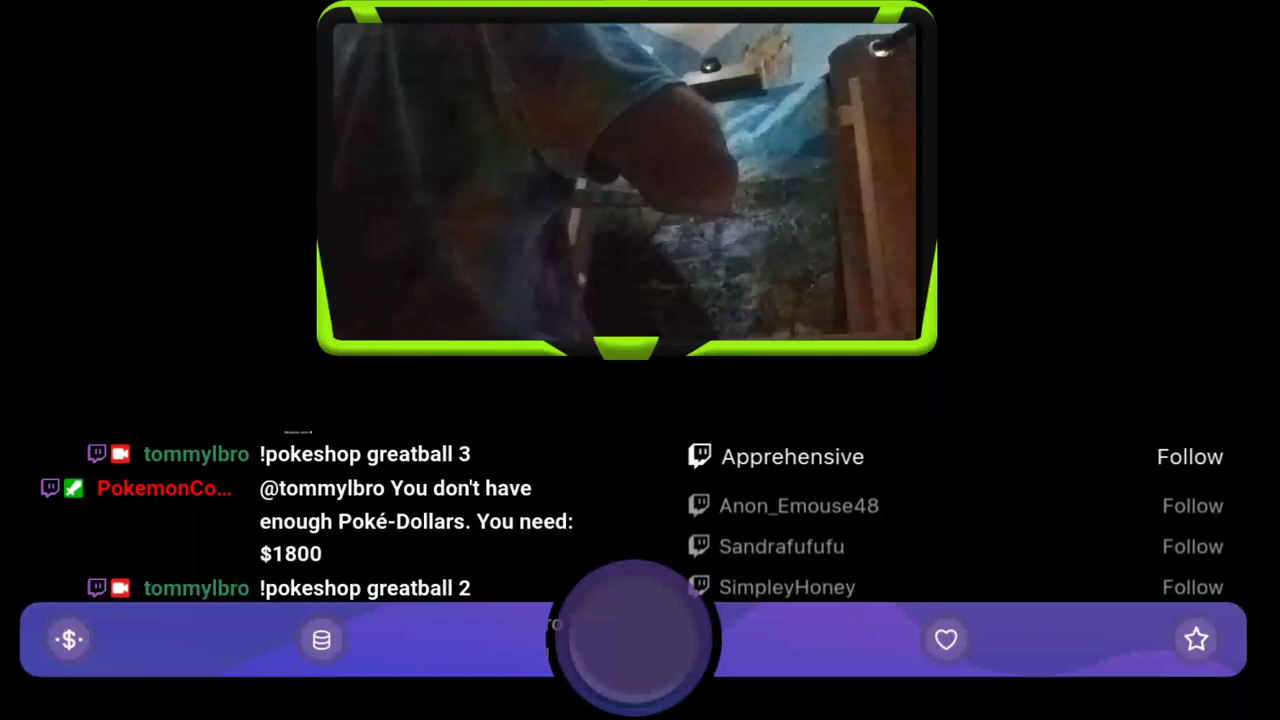 tommylbro !pokeshop greatball 3
PokemonCo... @tommylbro You don't have
enough Poké-Dollars. You need:
$1800
tommylbro !pokeshop greatball 2
ro
Apprehensive Follow
Anon_Emouse48 Follow
Sandrafufufu Follow
SimpleyHoney Follow